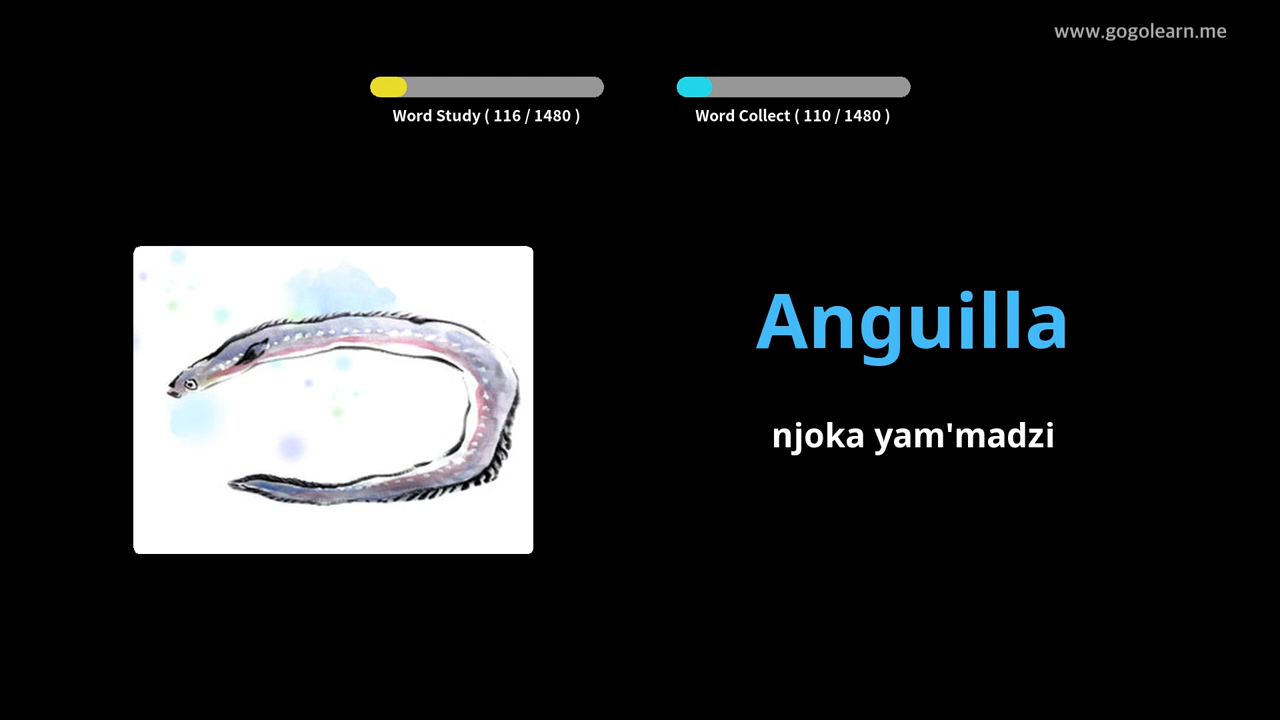 www.gogolearn.me
Word Study ( 116 / 1480 )
Word Collect ( 110 / 1480 )
Anguilla
njoka yam'madzi